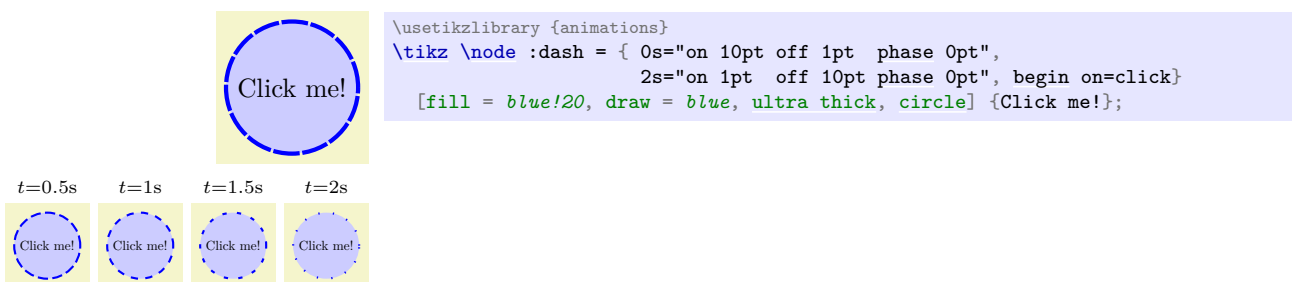 Click me!
t=0.5s t=1s t=1.5s t=2s
Click me! Click me! Click me! Click me!
\usetikzlibrary {animations}
\tikz \node :dash = { 0s="on 10pt off 1pt  phase 0pt",
                      2s="on 1pt  off 10pt phase 0pt", begin on=click}
  [fill = blue!20, draw = blue, ultra thick, circle] {Click me!};